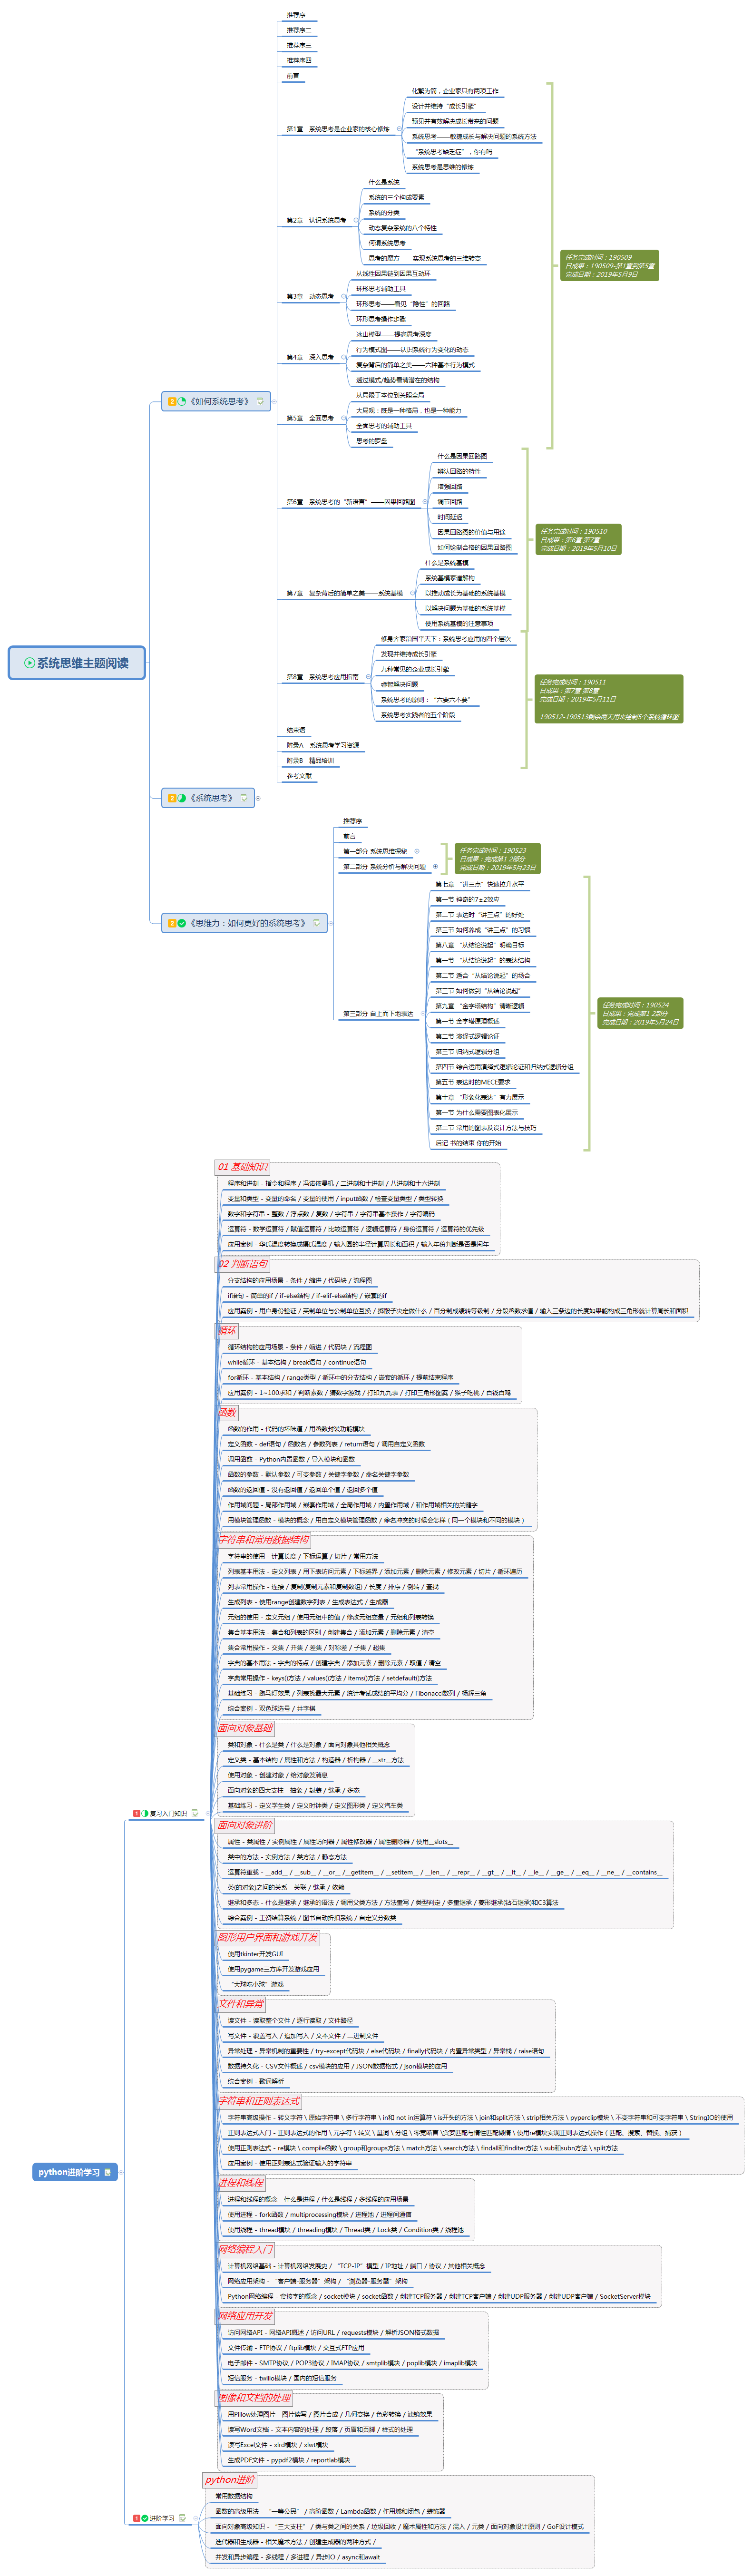 系统思维主题阅读
《如何系统思考》
推荐序一
推荐序二
推荐序三
推荐序四
前言
第1章 系统思考是企业家的核心修炼
化繁为简，企业家只有两项工作
设计并维持“成长引擎”
预见并有效解决成长带来的问题
系统思考——敏捷成长与解决问题的系统方法
“系统思考缺乏症”，你有吗
系统思考是思维的修炼
第2章 认识系统思考
什么是系统
系统的三个构成要素
系统的分类
动态复杂系统的八个特性
何谓系统思考
思考的魔方——实现系统思考的三维转变
第3章 动态思考
从线性因果链到因果互动环
环形思考辅助工具
环形思考——看见“隐性”的回路
环形思考操作步骤
第4章 深入思考
冰山模型——提高思考深度
行为模式图——认识系统行为变化的动态
复杂背后的简单之美——六种基本行为模式
透过模式/趋势看清潜在的结构
第5章 全面思考
从局限于本位到关照全局
大局观：既是一种格局，也是一种能力
全面思考的辅助工具
思考的罗盘
任务完成时间：190509
日成果：190509-第1章到第5章
完成日期：2019年5月9日
第6章 系统思考的“新语言”——因果回路图
什么是因果回路图
辨认回路的特性
增强回路
调节回路
时间延迟
因果回路图的价值与用途
如何绘制合格的因果回路图
第7章 复杂背后的简单之美——系统基模
什么是系统基模
系统基模家谱解构
以推动成长为基础的系统基模
以解决问题为基础的系统基模
使用系统基模的注意事项
任务完成时间：190510
日成果：第6章 第7章
完成日期：2019年5月10日
第8章 系统思考应用指南
修身齐家治国平天下：系统思考应用的四个层次
发现并维持成长引擎
九种常见的企业成长引擎
睿智解决问题
系统思考的原则：“六要六不要”
系统思考实践者的五个阶段
结束语
附录A 系统思考学习资源
附录B 精品培训
参考文献
任务完成时间：190511
日成果：第7章 第8章
完成日期：2019年5月11日
190512-190513剩余两天用来绘制5个系统循环图
《系统思考》
《思维力：如何更好的系统思考》
推荐序
前言
第一部分 系统思维探秘
第二部分 系统分析与解决问题
任务完成时间：190523
日成果：完成第1 2部分
完成日期：2019年5月23日
第三部分 自上而下地表达
第七章 “讲三点”快速拉升水平
第一节 神奇的7±2效应
第二节 表达时“讲三点”的好处
第三节 如何养成“讲三点”的习惯
第八章 “从结论说起”明确目标
第一节 “从结论说起”的表达结构
第二节 适合“从结论说起”的场合
第三节 如何做到“从结论说起”
第九章 “金字塔结构”清晰逻辑
第一节 金字塔原理概述
第二节 演绎式逻辑论证
第三节 归纳式逻辑分组
第四节 综合运用演绎式逻辑论证和归纳式逻辑分组
第五节 表达时的MECE要求
第十章 “形象化表达”有力展示
第一节 为什么需要图表化展示
第二节 常用的图表及设计方法与技巧
后记 书的结束 你的开始
任务完成时间：190524
日成果：完成第1 2部分
完成日期：2019年5月24日
python进阶学习
复习入门知识
01 基础知识
程序和进制 - 指令和程序 / 冯诺依曼机 / 二进制和十进制 / 八进制和十六进制
变量和类型 - 变量的命名 / 变量的使用 / input函数 / 检查变量类型 / 类型转换
数字和字符串 - 整数 / 浮点数 / 复数 / 字符串 / 字符串基本操作 / 字符编码
运算符 - 数学运算符 / 赋值运算符 / 比较运算符 / 逻辑运算符 / 身份运算符 / 运算符的优先级
应用案例 - 华氏温度转换成摄氏温度 / 输入圆的半径计算周长和面积 / 输入年份判断是否是闰年
02 判断语句
分支结构的应用场景 - 条件 / 缩进 / 代码块 / 流程图
if语句 - 简单的if / if-else结构 / if-elif-else结构 / 嵌套的if
应用案例 - 用户身份验证 / 英制单位与公制单位互换 / 掷骰子决定做什么 / 百分制成绩转等级制 / 分段函数求值 / 输入三条边的长度如果能构成三角形就计算周长和面积
循环
循环结构的应用场景 - 条件 / 缩进 / 代码块 / 流程图
while循环 - 基本结构 / break语句 / continue语句
for循环 - 基本结构 / range类型 / 循环中的分支结构 / 嵌套的循环 / 提前结束程序
应用案例 - 1~100求和 / 判断素数 / 猜数字游戏 / 打印九九表 / 打印三角形图案 / 猴子吃桃 / 百钱百鸡
函数
函数的作用 - 代码的坏味道 / 用函数封装功能模块
定义函数 - def语句 / 函数名 / 参数列表 / return语句 / 调用自定义函数
调用函数 - Python内置函数 / 导入模块和函数
函数的参数 - 默认参数 / 可变参数 / 关键字参数 / 命名关键字参数
函数的返回值 - 没有返回值 / 返回单个值 / 返回多个值
作用域问题 - 局部作用域 / 嵌套作用域 / 全局作用域 / 内置作用域 / 和作用域相关的关键字
用模块管理函数 - 模块的概念 / 用自定义模块管理函数 / 命名冲突的时候会怎样（同一个模块和不同的模块）
字符串和常用数据结构
字符串的使用 - 计算长度 / 下标运算 / 切片 / 常用方法
列表基本用法 - 定义列表 / 用下表访问元素 / 下标越界 / 添加元素 / 删除元素 / 修改元素 / 切片 / 循环遍历
列表常用操作 - 连接 / 复制(复制元素和复制数组) / 长度 / 排序 / 倒转 / 查找
生成列表 - 使用range创建数字列表 / 生成表达式 / 生成器
元组的使用 - 定义元组 / 使用元组中的值 / 修改元组变量 / 元组和列表转换
集合基本用法 - 集合和列表的区别 / 创建集合 / 添加元素 / 删除元素 / 清空
集合常用操作 - 交集 / 并集 / 差集 / 对称差 / 子集 / 超集
字典的基本用法 - 字典的特点 / 创建字典 / 添加元素 / 删除元素 / 取值 / 清空
字典常用操作 - keys()方法 / values()方法 / items()方法 / setdefault()方法
基础练习 - 跑马灯效果 / 列表找最大元素 / 统计考试成绩的平均分 / Fibonacci数列 / 杨辉三角
综合案例 - 双色球选号 / 井字棋
面向对象基础
类和对象 - 什么是类 / 什么是对象 / 面向对象其他相关概念
定义类 - 基本结构 / 属性和方法 / 构造器 / 析构器 / __str__方法
使用对象 - 创建对象 / 给对象发消息
面向对象的四大支柱 - 抽象 / 封装 / 继承 / 多态
基础练习 - 定义学生类 / 定义时钟类 / 定义图形类 / 定义汽车类
面向对象进阶
属性 - 类属性 / 实例属性 / 属性访问器 / 属性修改器 / 属性删除器 / 使用__slots__
类中的方法 - 实例方法 / 类方法 / 静态方法
运算符重载 - __add__ / __sub__ / __or__ /__getitem__ / __setitem__ / __len__ / __repr__ / __gt__ / __lt__ / __le__ / __ge__ / __eq__ / __ne__ / __contains__
类(的对象)之间的关系 - 关联 / 继承 / 依赖
继承和多态 - 什么是继承 / 继承的语法 / 调用父类方法 / 方法重写 / 类型判定 / 多重继承 / 菱形继承(钻石继承)和C3算法
综合案例 - 工资结算系统 / 图书自动折扣系统 / 自定义分数类
图形用户界面和游戏开发
使用tkinter开发GUI
使用pygame三方库开发游戏应用
“大球吃小球”游戏
文件和异常
读文件 - 读取整个文件 / 逐行读取 / 文件路径
写文件 - 覆盖写入 / 追加写入 / 文本文件 / 二进制文件
异常处理 - 异常机制的重要性 / try-except代码块 / else代码块 / finally代码块 / 内置异常类型 / 异常栈 / raise语句
数据持久化 - CSV文件概述 / csv模块的应用 / JSON数据格式 / json模块的应用
综合案例 - 歌词解析
字符串和正则表达式
字符串高级操作 - 转义字符 \ 原始字符串 \ 多行字符串 \ in和 not in运算符 \ is开头的方法 \ join和split方法 \ strip相关方法 \ pyperclip模块 \ 不变字符串和可变字符串 \ StringIO的使用
正则表达式入门 - 正则表达式的作用 \ 元字符 \ 转义 \ 量词 \ 分组 \ 零宽断言 \贪婪匹配与惰性匹配懒惰 \ 使用re模块实现正则表达式操作（匹配、搜索、替换、捕获）
使用正则表达式 - re模块 \ compile函数 \ group和groups方法 \ match方法 \ search方法 \ findall和finditer方法 \ sub和subn方法 \ split方法
应用案例 - 使用正则表达式验证输入的字符串
进程和线程
进程和线程的概念 - 什么是进程 / 什么是线程 / 多线程的应用场景
使用进程 - fork函数 / multiprocessing模块 / 进程池 / 进程间通信
使用线程 - thread模块 / threading模块 / Thread类 / Lock类 / Condition类 / 线程池
网络编程入门
计算机网络基础 - 计算机网络发展史 / “TCP-IP”模型 / IP地址 / 端口 / 协议 / 其他相关概念
网络应用架构 - “客户端-服务器”架构 / “浏览器-服务器”架构
Python网络编程 - 套接字的概念 / socket模块 / socket函数 / 创建TCP服务器 / 创建TCP客户端 / 创建UDP服务器 / 创建UDP客户端 / SocketServer模块
网络应用开发
访问网络API - 网络API概述 / 访问URL / requests模块 / 解析JSON格式数据
文件传输 - FTP协议 / ftplib模块 / 交互式FTP应用
电子邮件 - SMTP协议 / POP3协议 / IMAP协议 / smtplib模块 / poplib模块 / imaplib模块
短信服务 - twilio模块 / 国内的短信服务
图像和文档的处理
用Pillow处理图片 - 图片读写 / 图片合成 / 几何变换 / 色彩转换 / 滤镜效果
读写Word文档 - 文本内容的处理 / 段落 / 页眉和页脚 / 样式的处理
读写Excel文件 - xlrd模块 / xlwt模块
生成PDF文件 - pypdf2模块 / reportlab模块
进阶学习
python进阶
常用数据结构
函数的高级用法 - “一等公民” / 高阶函数 / Lambda函数 / 作用域和闭包 / 装饰器
面向对象高级知识 - “三大支柱” / 类与类之间的关系 / 垃圾回收 / 魔术属性和方法 / 混入 / 元类 / 面向对象设计原则 / GoF设计模式
迭代器和生成器 - 相关魔术方法 / 创建生成器的两种方式 /
并发和异步编程 - 多线程 / 多进程 / 异步IO / async和await